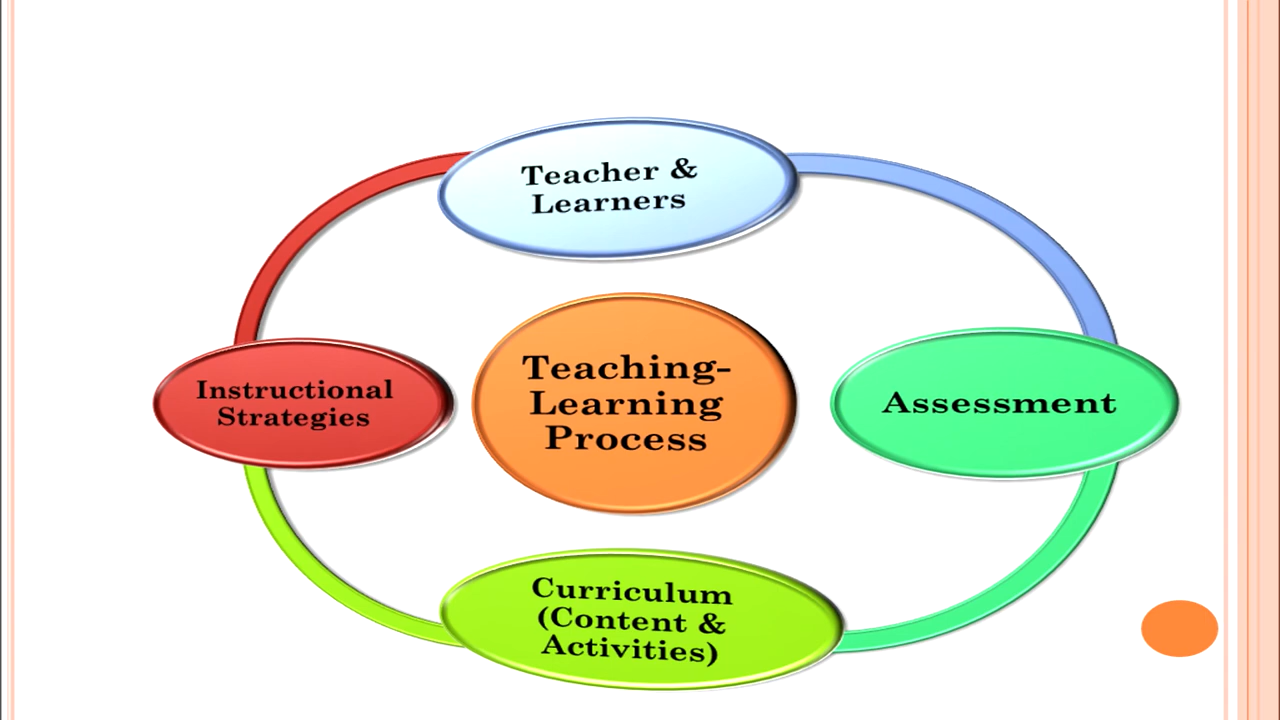 Teacher &
Learners
Instructional
Strategies
Teaching-
Learning
Process
Assessment
Curriculum
(Content &
Activities)